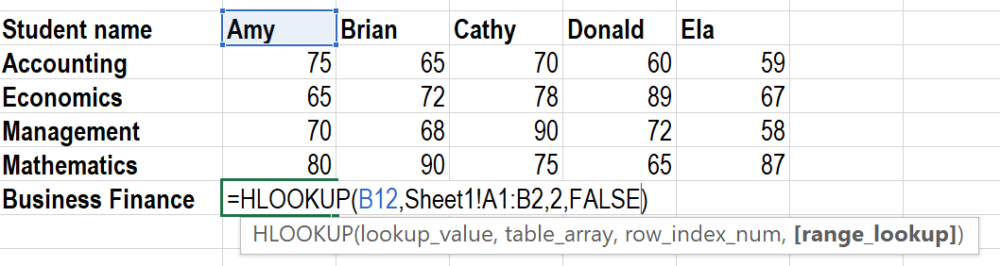 Student name Amy Brian Cathy Donald Ela
Accounting 75 65 70 60 59
Economics 65 72 78 89 67
Management 70 68 90 72 58
Mathematics 80 90 75 65 87
Business Finance =HLOOKUP(B12,Sheet1!A1:B2,2,FALSE)
HLOOKUP(lookup_value, table_array, row_index_num, [range_lookup])